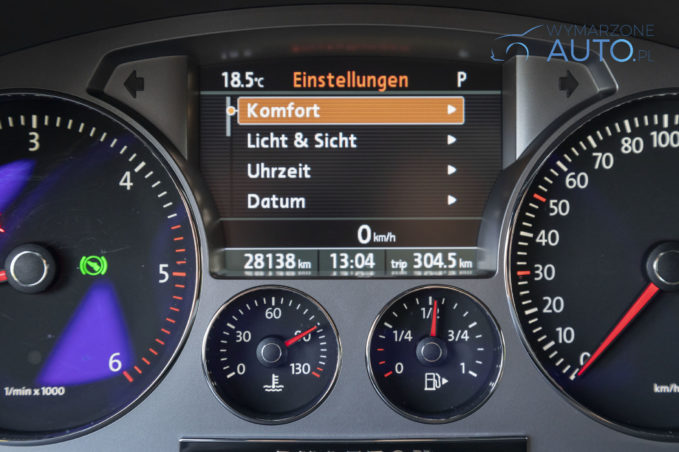 WYMARZONE
AUTO.PL
18.5°C Einstellungen P
Komfort
Licht & Sicht
Uhrzeit
Datum
0 km/h
28138 km 13:04 trip 304.5 km
3
4
5
6
1/min x 1000
0 30 60 90 130
0 1/4 1/2 3/4 1
0 10 20 30 40 50 60 70 80 90 100
km/h